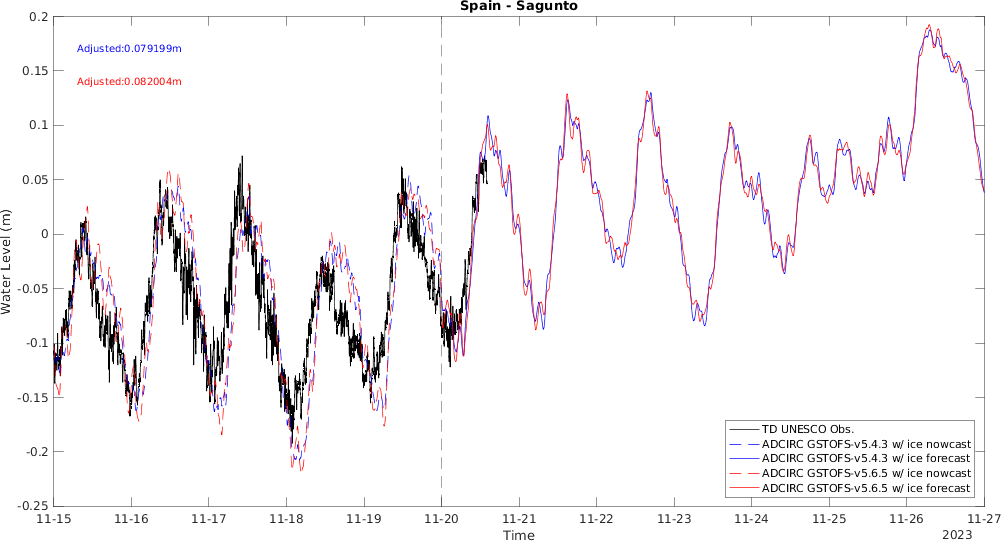 Spain - Sagunto
0.2
0.15
0.1
0.05
0
-0.05
-0.1
-0.15
-0.2
-0.25
Water Level (m)
Adjusted:0.079199m
Adjusted:0.082004m
TD UNESCO Obs.
ADCIRC GSTOFS-v5.4.3 w/ ice nowcast
ADCIRC GSTOFS-v5.4.3 w/ ice forecast
ADCIRC GSTOFS-v5.6.5 w/ ice nowcast
ADCIRC GSTOFS-v5.6.5 w/ ice forecast
11-15 11-16 11-17 11-18 11-19 11-20 11-21 11-22 11-23 11-24 11-25 11-26 11-27
Time
2023